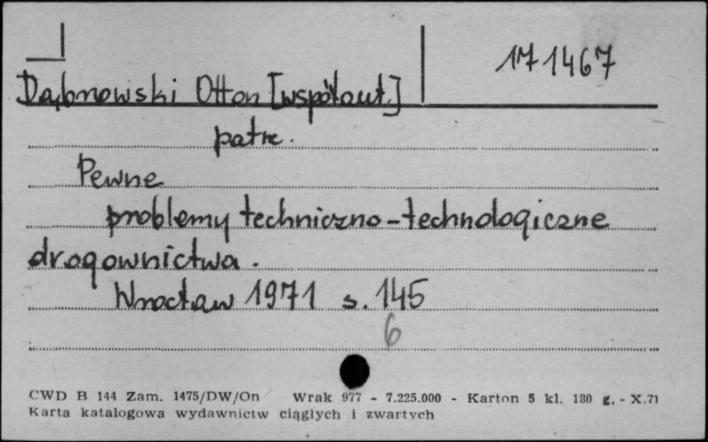 171467
Dąbrowski Otton [współaut.]
patrz.
Pewne
problemy techniczno-technologiczne
drogownictwa.
Wrocław 1971 s. 145
6
CWD B 144 Zam. 1475/DW/On Wrak 977 - 7.225.000 - Karton 5 kl. 180 g. - X.71
Karta katalogowa wydawnictw ciągłych i zwartych